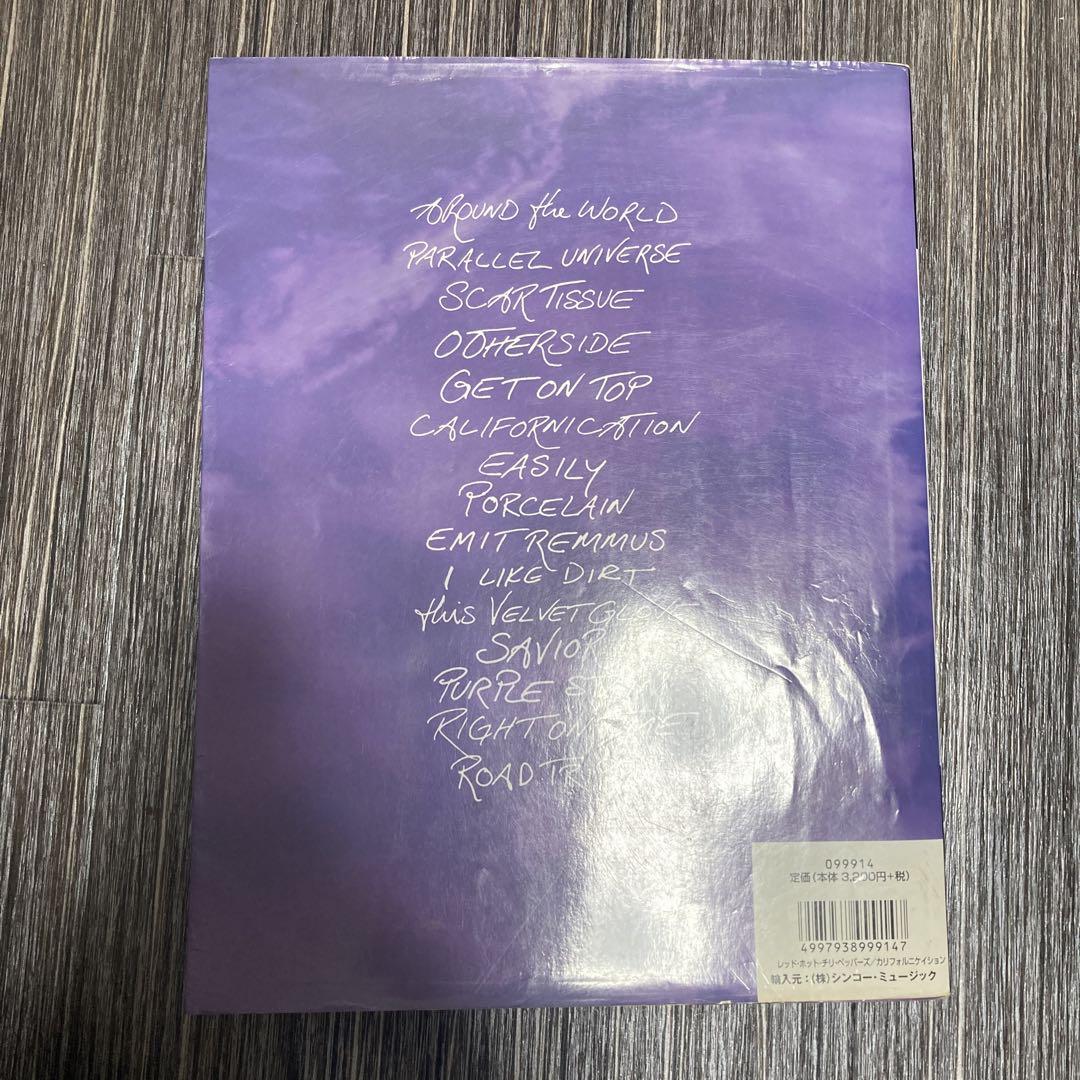 AROUND the WORLD
PARALLEL UNIVERSE
SCAR TISSUE
OTHERSIDE
GET ON TOP
CALIFORNICATION
EASILY
PORCELAIN
EMIT REMMUS
I LIKE DIRT
this VELVET GLOVE
SAVIOR
PURPLE
RIGHT ON TIME
ROAD
099914
定価(本体 3,200円+税)
4997938999147
レッド・ホット・チリ・ペッパーズ/カリフォルニケイション
輸入元:(株)シンコー・ミュージック